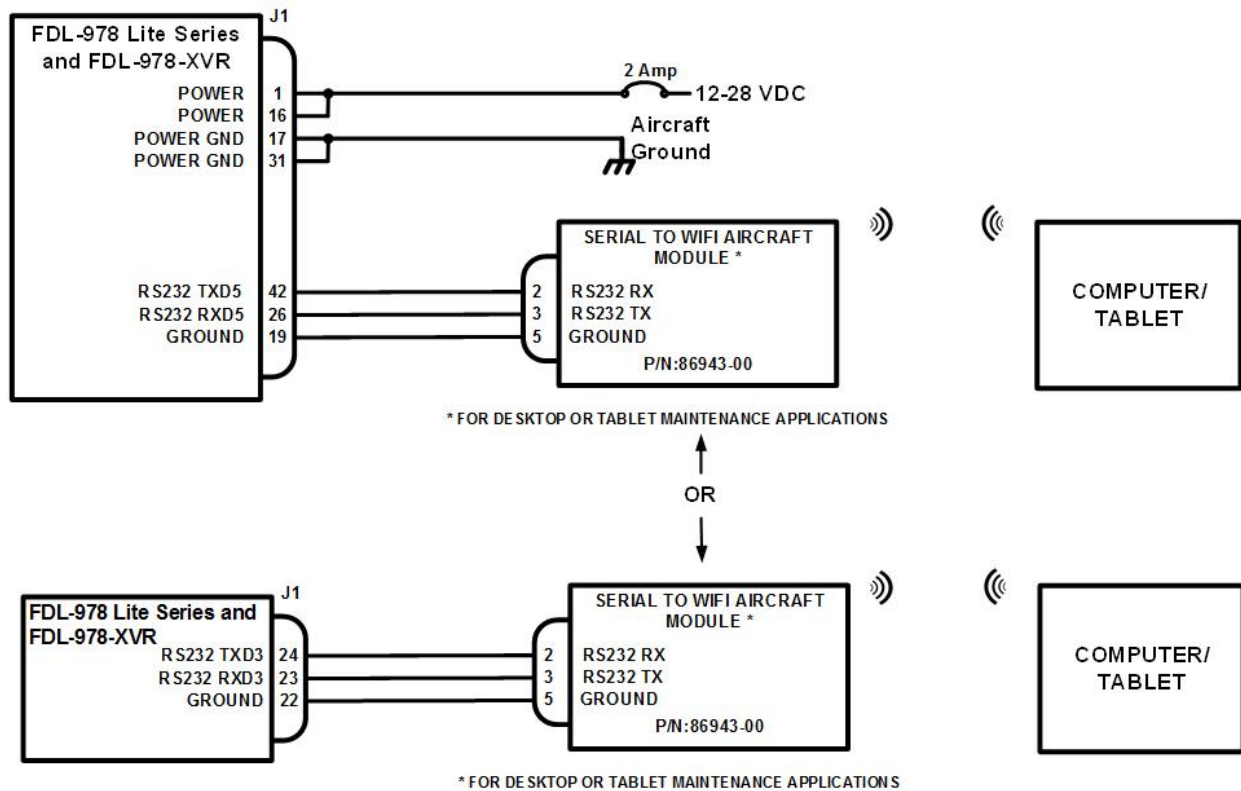 J1
FDL-978 Lite Series
and FDL-978-XVR
POWER 1
POWER 16
POWER GND 17
POWER GND 31
2 Amp
12-28 VDC
Aircraft
Ground
RS232 TXD5 42
RS232 RXD5 26
GROUND 19
SERIAL TO WIFI AIRCRAFT
MODULE *
2 RS232 RX
3 RS232 TX
5 GROUND
P/N:86943-00
COMPUTER/
TABLET
* FOR DESKTOP OR TABLET MAINTENANCE APPLICATIONS
OR
J1
FDL-978 Lite Series and
FDL-978-XVR
RS232 TXD3 24
RS232 RXD3 23
GROUND 22
SERIAL TO WIFI AIRCRAFT
MODULE *
2 RS232 RX
3 RS232 TX
5 GROUND
P/N:86943-00
COMPUTER/
TABLET
* FOR DESKTOP OR TABLET MAINTENANCE APPLICATIONS